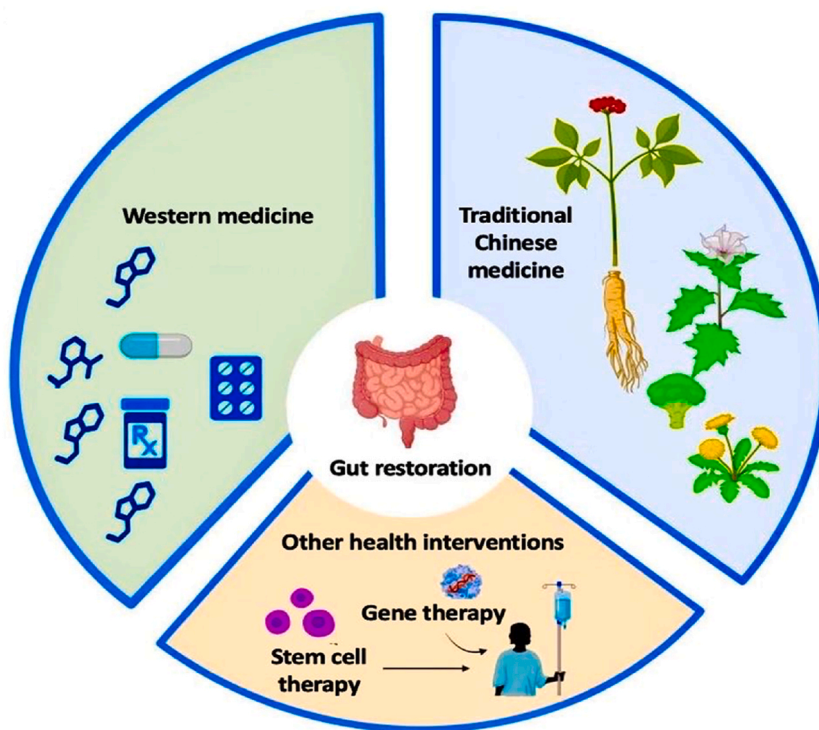 Western medicine
Traditional
Chinese
medicine
Rx
Gut restoration
Other health interventions
Gene therapy
Stem cell
therapy